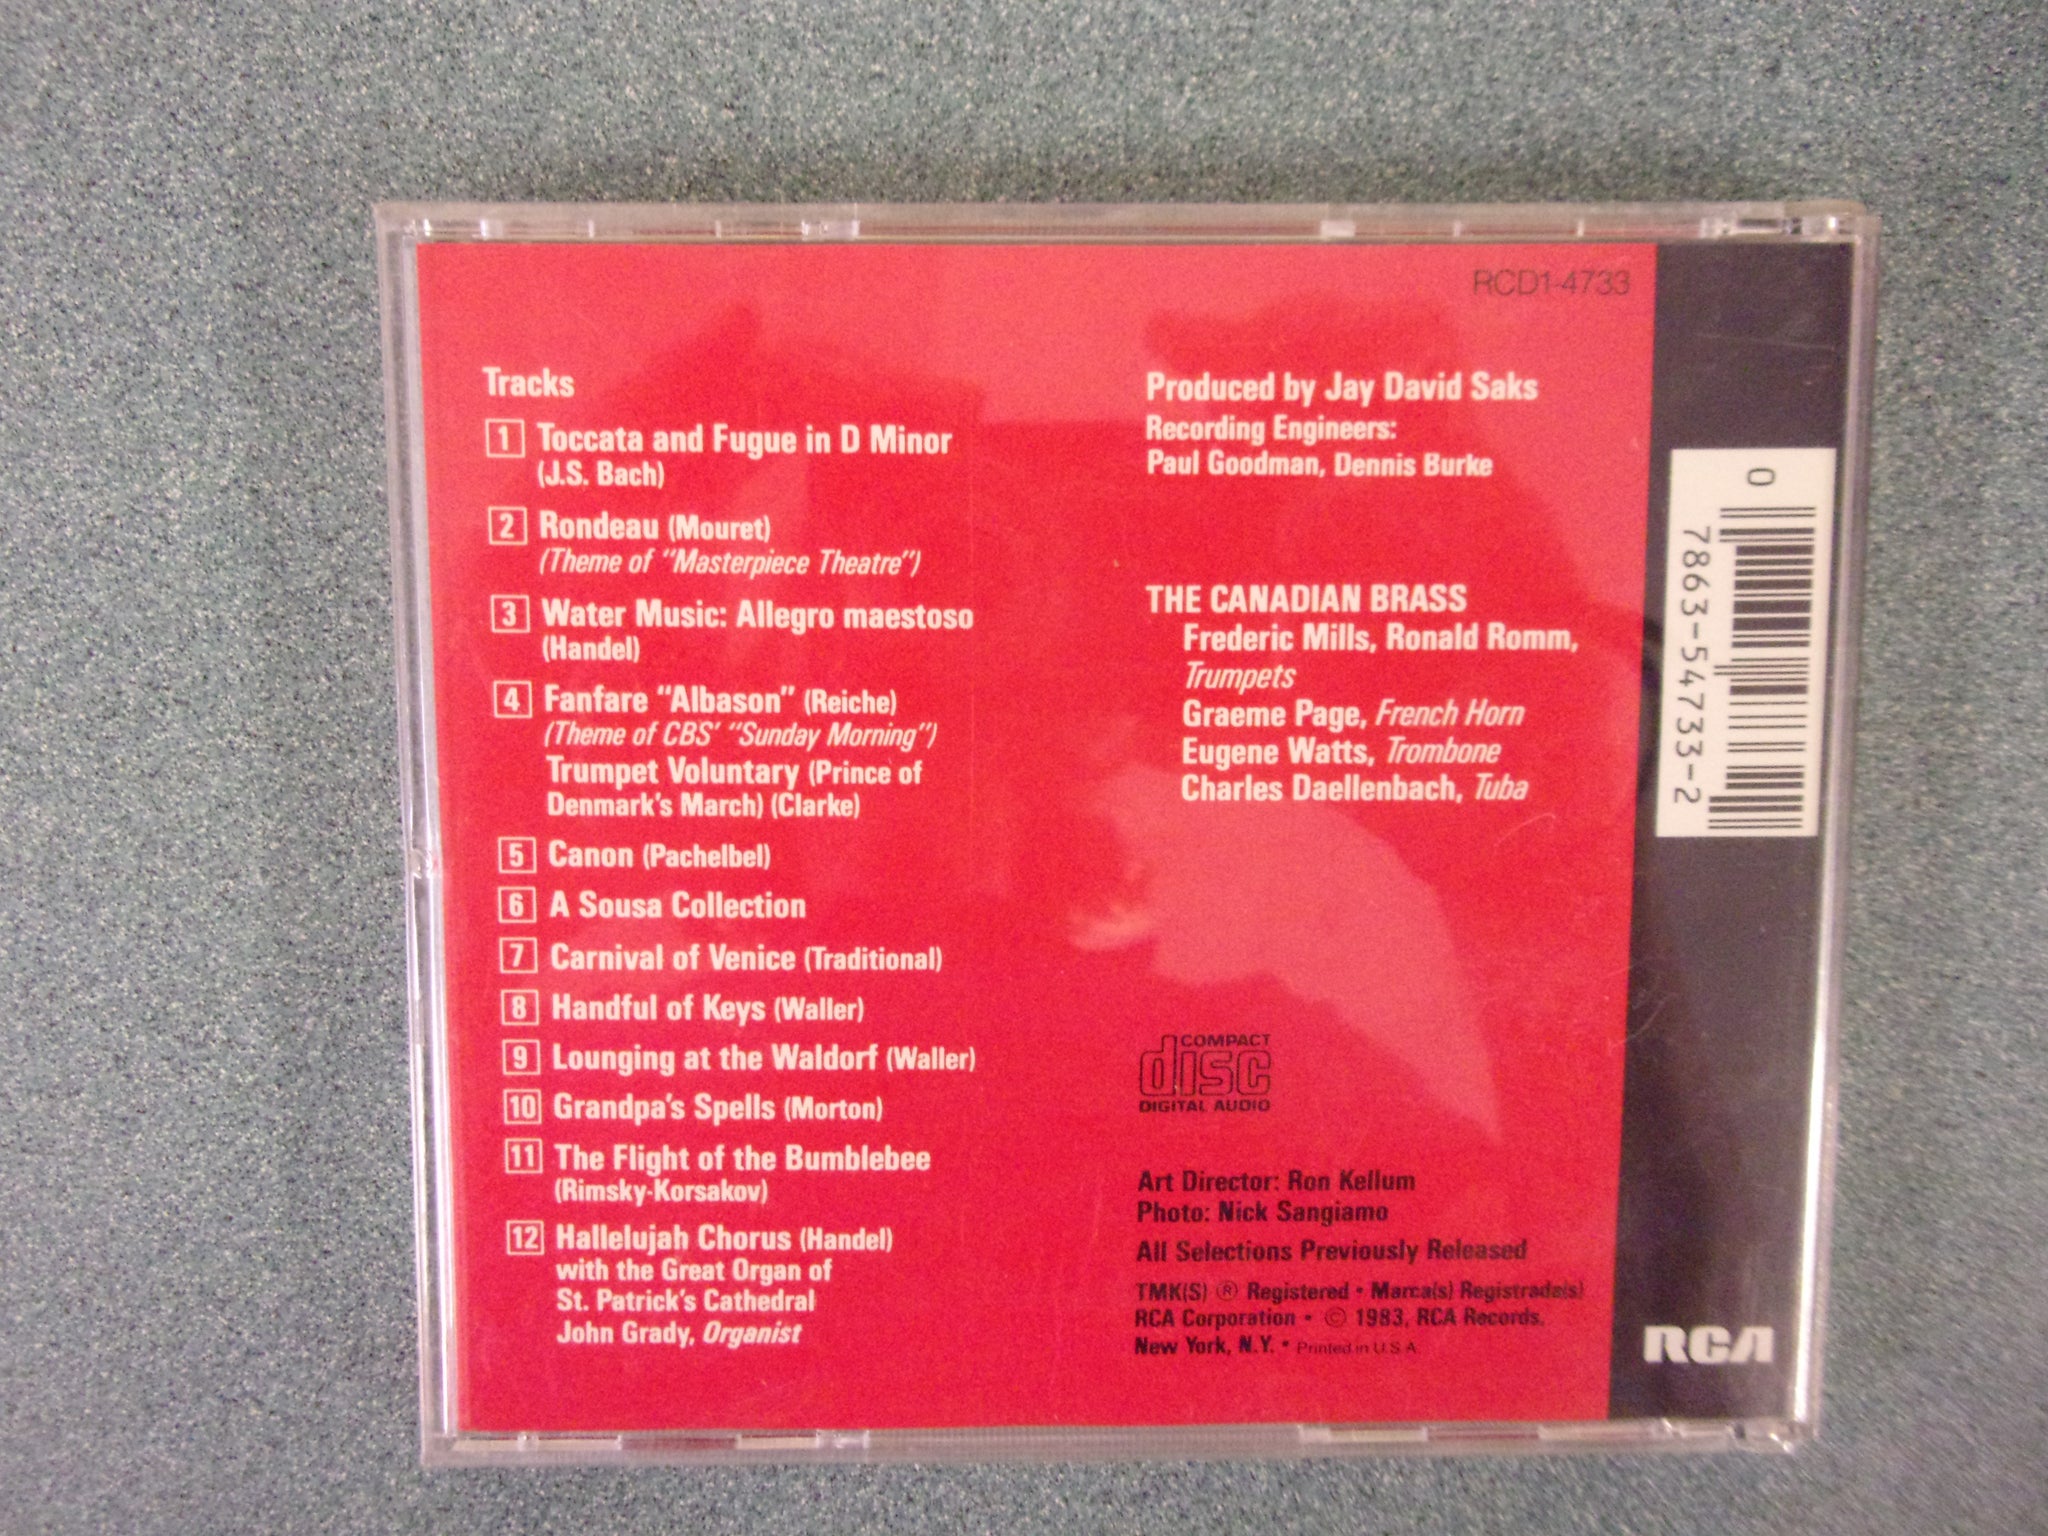 RCD1-4733
Tracks
1 Toccata and Fugue in D Minor
(J.S. Bach)
2 Rondeau (Mouret)
(Theme of "Masterpiece Theatre")
3 Water Music: Allegro maestoso
(Handel)
4 Fanfare "Albason" (Reiche)
(Theme of CBS' "Sunday Morning")
Trumpet Voluntary (Prince of
Denmark's March) (Clarke)
5 Canon (Pachelbel)
6 A Sousa Collection
7 Carnival of Venice (Traditional)
8 Handful of Keys (Waller)
9 Lounging at the Waldorf (Waller)
10 Grandpa's Spells (Morton)
11 The Flight of the Bumblebee
(Rimsky-Korsakov)
12 Hallelujah Chorus (Handel)
with the Great Organ of
St. Patrick's Cathedral
John Grady, Organist
Produced by Jay David Saks
Recording Engineers:
Paul Goodman, Dennis Burke
THE CANADIAN BRASS
Frederic Mills, Ronald Romm,
Trumpets
Graeme Page, French Horn
Eugene Watts, Trombone
Charles Daellenbach, Tuba
COMPACT
disc
DIGITAL AUDIO
Art Director: Ron Kellum
Photo: Nick Sangiamo
All Selections Previously Released
TMK(S) ® Registered • Marca(s) Registrada(s)
RCA Corporation • © 1983, RCA Records.
New York, N.Y. • Printed in U.S.A.
0
7863-54733-2
RCA